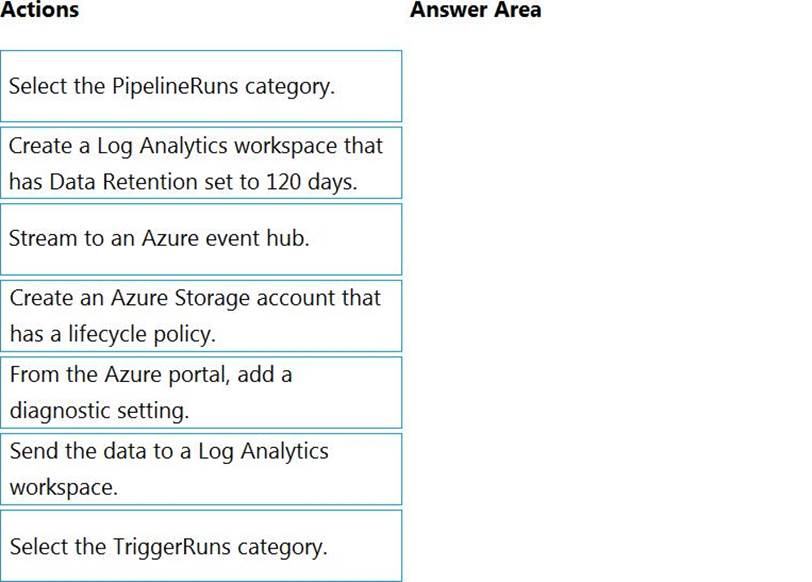 Actions
Answer Area
Select the PipelineRuns category.
Create a Log Analytics workspace that
has Data Retention set to 120 days.
Stream to an Azure event hub.
Create an Azure Storage account that
has a lifecycle policy.
From the Azure portal, add a
diagnostic setting.
Send the data to a Log Analytics
workspace.
Select the TriggerRuns category.